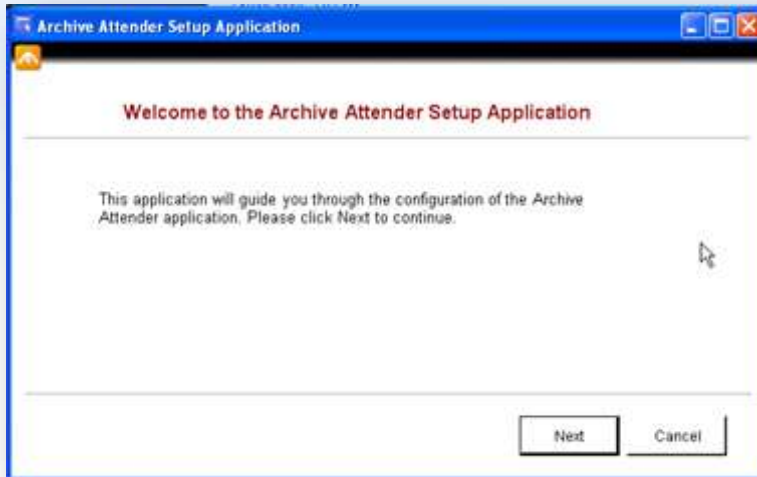 Archive Attender Setup Application
Welcome to the Archive Attender Setup Application
This application will guide you through the configuration of the Archive
Attender application. Please click Next to continue.
Next
Cancel